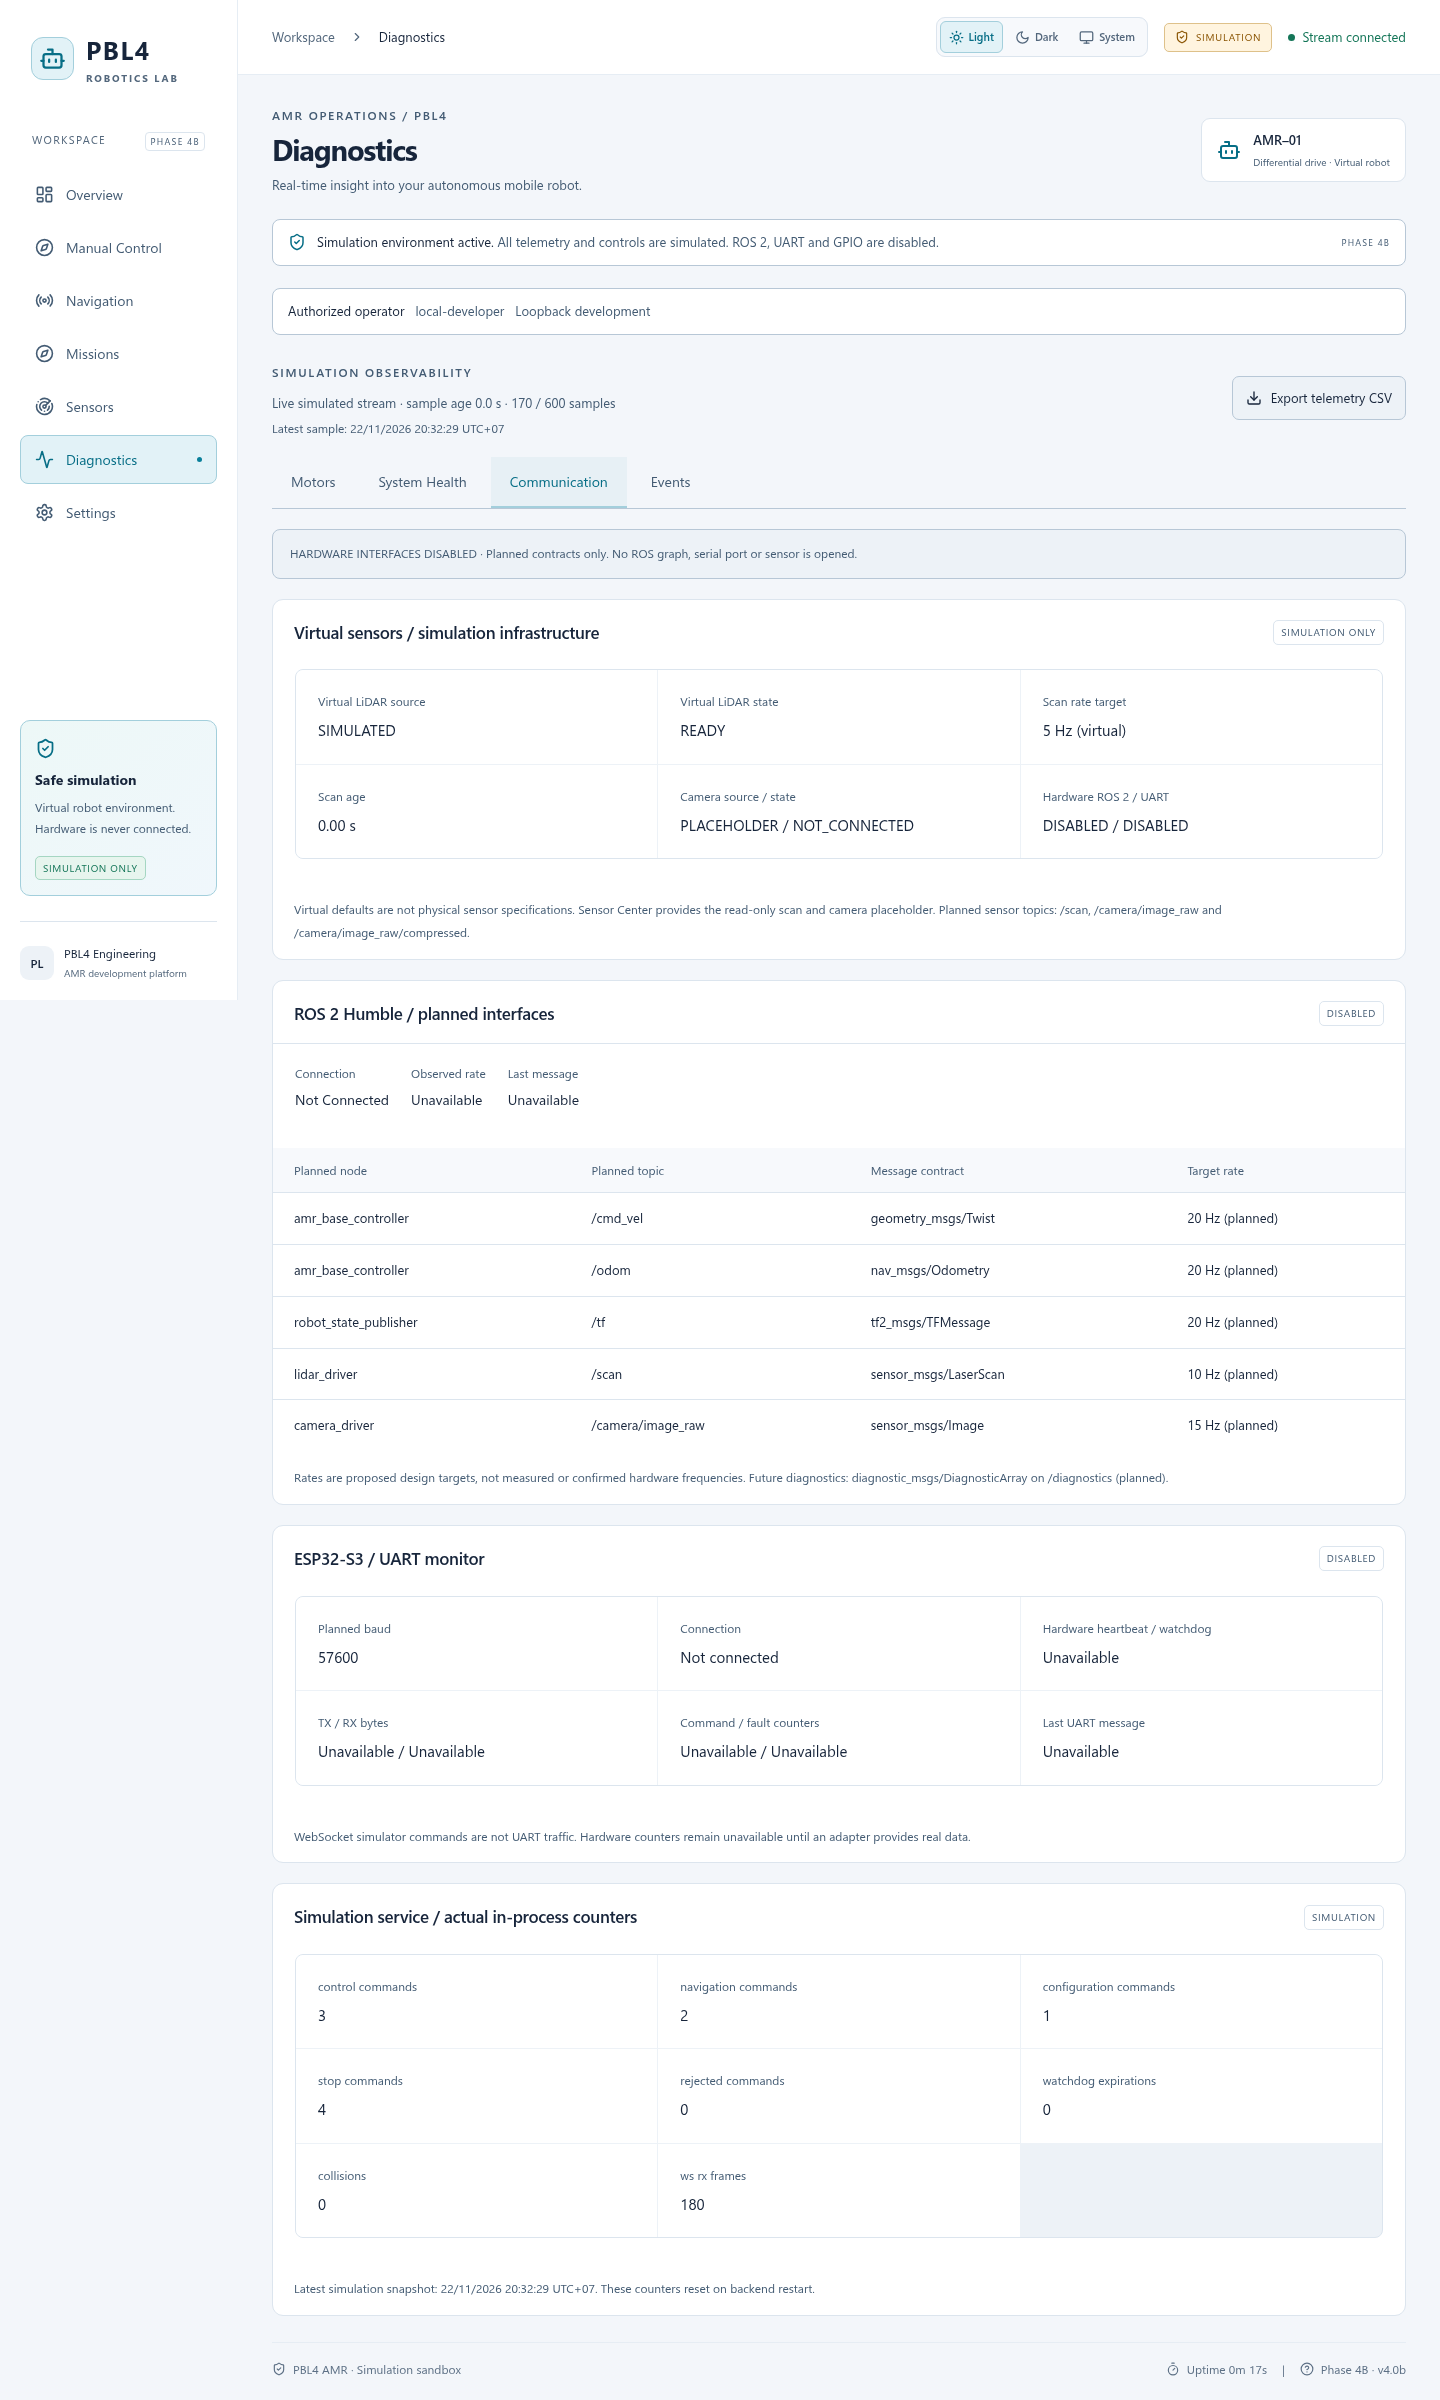 PBL4
ROBOTICS LAB
WORKSPACE
PHASE 4B
Overview
Manual Control
Navigation
Missions
Sensors
Diagnostics
Settings
Safe simulation
Virtual robot environment.
Hardware is never connected.
SIMULATION ONLY
PL
PBL4 Engineering
AMR development platform
Workspace
Diagnostics
Light
Dark
System
SIMULATION
Stream connected
AMR OPERATIONS / PBL4
Diagnostics
Real-time insight into your autonomous mobile robot.
AMR–01
Differential drive · Virtual robot
Simulation environment active. All telemetry and controls are simulated. ROS 2, UART and GPIO are disabled.
PHASE 4B
Authorized operator local-developer Loopback development
SIMULATION OBSERVABILITY
Live simulated stream · sample age 0.0 s · 170 / 600 samples
Latest sample: 22/11/2026 20:32:29 UTC+07
Export telemetry CSV
Motors
System Health
Communication
Events
HARDWARE INTERFACES DISABLED · Planned contracts only. No ROS graph, serial port or sensor is opened.
Virtual sensors / simulation infrastructure
SIMULATION ONLY
Virtual LiDAR source
SIMULATED
Virtual LiDAR state
READY
Scan rate target
5 Hz (virtual)
Scan age
0.00 s
Camera source / state
PLACEHOLDER / NOT_CONNECTED
Hardware ROS 2 / UART
DISABLED / DISABLED
Virtual defaults are not physical sensor specifications. Sensor Center provides the read-only scan and camera placeholder. Planned sensor topics: /scan, /camera/image_raw and
/camera/image_raw/compressed.
ROS 2 Humble / planned interfaces
DISABLED
Connection
Not Connected
Observed rate
Unavailable
Last message
Unavailable
Planned node Planned topic Message contract Target rate
amr_base_controller /cmd_vel geometry_msgs/Twist 20 Hz (planned)
amr_base_controller /odom nav_msgs/Odometry 20 Hz (planned)
robot_state_publisher /tf tf2_msgs/TFMessage 20 Hz (planned)
lidar_driver /scan sensor_msgs/LaserScan 10 Hz (planned)
camera_driver /camera/image_raw sensor_msgs/Image 15 Hz (planned)
Rates are proposed design targets, not measured or confirmed hardware frequencies. Future diagnostics: diagnostic_msgs/DiagnosticArray on /diagnostics (planned).
ESP32-S3 / UART monitor
DISABLED
Planned baud
57600
Connection
Not connected
Hardware heartbeat / watchdog
Unavailable
TX / RX bytes
Unavailable / Unavailable
Command / fault counters
Unavailable / Unavailable
Last UART message
Unavailable
WebSocket simulator commands are not UART traffic. Hardware counters remain unavailable until an adapter provides real data.
Simulation service / actual in-process counters
SIMULATION
control commands
3
navigation commands
2
configuration commands
1
stop commands
4
rejected commands
0
watchdog expirations
0
collisions
0
ws rx frames
180
Latest simulation snapshot: 22/11/2026 20:32:29 UTC+07. These counters reset on backend restart.
PBL4 AMR · Simulation sandbox
Uptime 0m 17s | Phase 4B · v4.0b